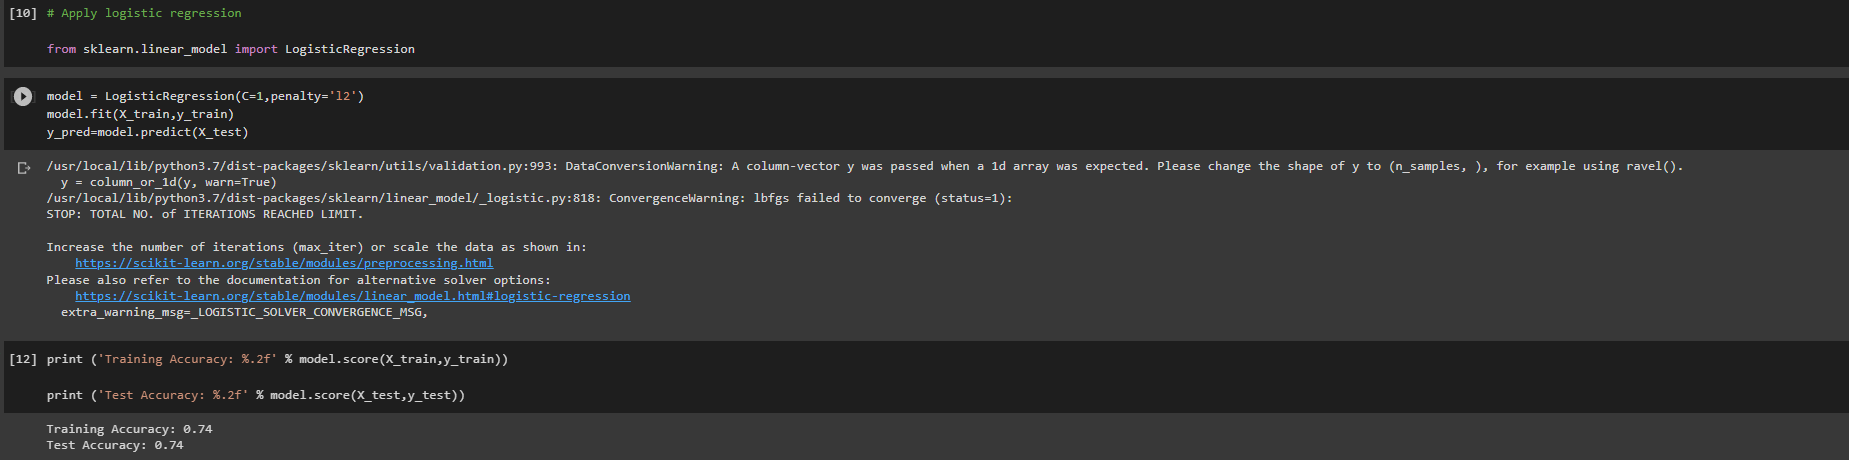 [10] # Apply logistic regression
from sklearn.linear_model import LogisticRegression
model = LogisticRegression(C=1,penalty='l2')
model.fit(X_train,y_train)
y_pred=model.predict(X_test)
/usr/local/lib/python3.7/dist-packages/sklearn/utils/validation.py:993: DataConversionWarning: A column-vector y was passed when a 1d array was expected. Please change the shape of y to (n_samples, ), for example using ravel().
y = column_or_1d(y, warn=True)
/usr/local/lib/python3.7/dist-packages/sklearn/linear_model/_logistic.py:818: ConvergenceWarning: lbfgs failed to converge (status=1):
STOP: TOTAL NO. of ITERATIONS REACHED LIMIT.
Increase the number of iterations (max_iter) or scale the data as shown in:
https://scikit-learn.org/stable/modules/preprocessing.html
Please also refer to the documentation for alternative solver options:
https://scikit-learn.org/stable/modules/linear_model.html#logistic-regression
extra_warning_msg=_LOGISTIC_SOLVER_CONVERGENCE_MSG,
[12] print ('Training Accuracy: %.2f' % model.score(X_train,y_train))
print ('Test Accuracy: %.2f' % model.score(X_test,y_test))
Training Accuracy: 0.74
Test Accuracy: 0.74